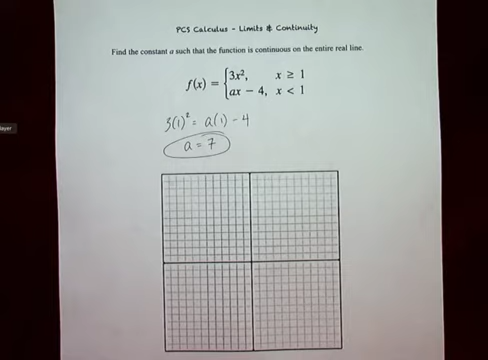 PCS Calculus - Limits & Continuity
Find the constant a such that the function is continuous on the entire real line.
f(x) = {3x², x ≥ 1
ax − 4, x < 1
3(1)² = a(1) - 4
a = 7
layer